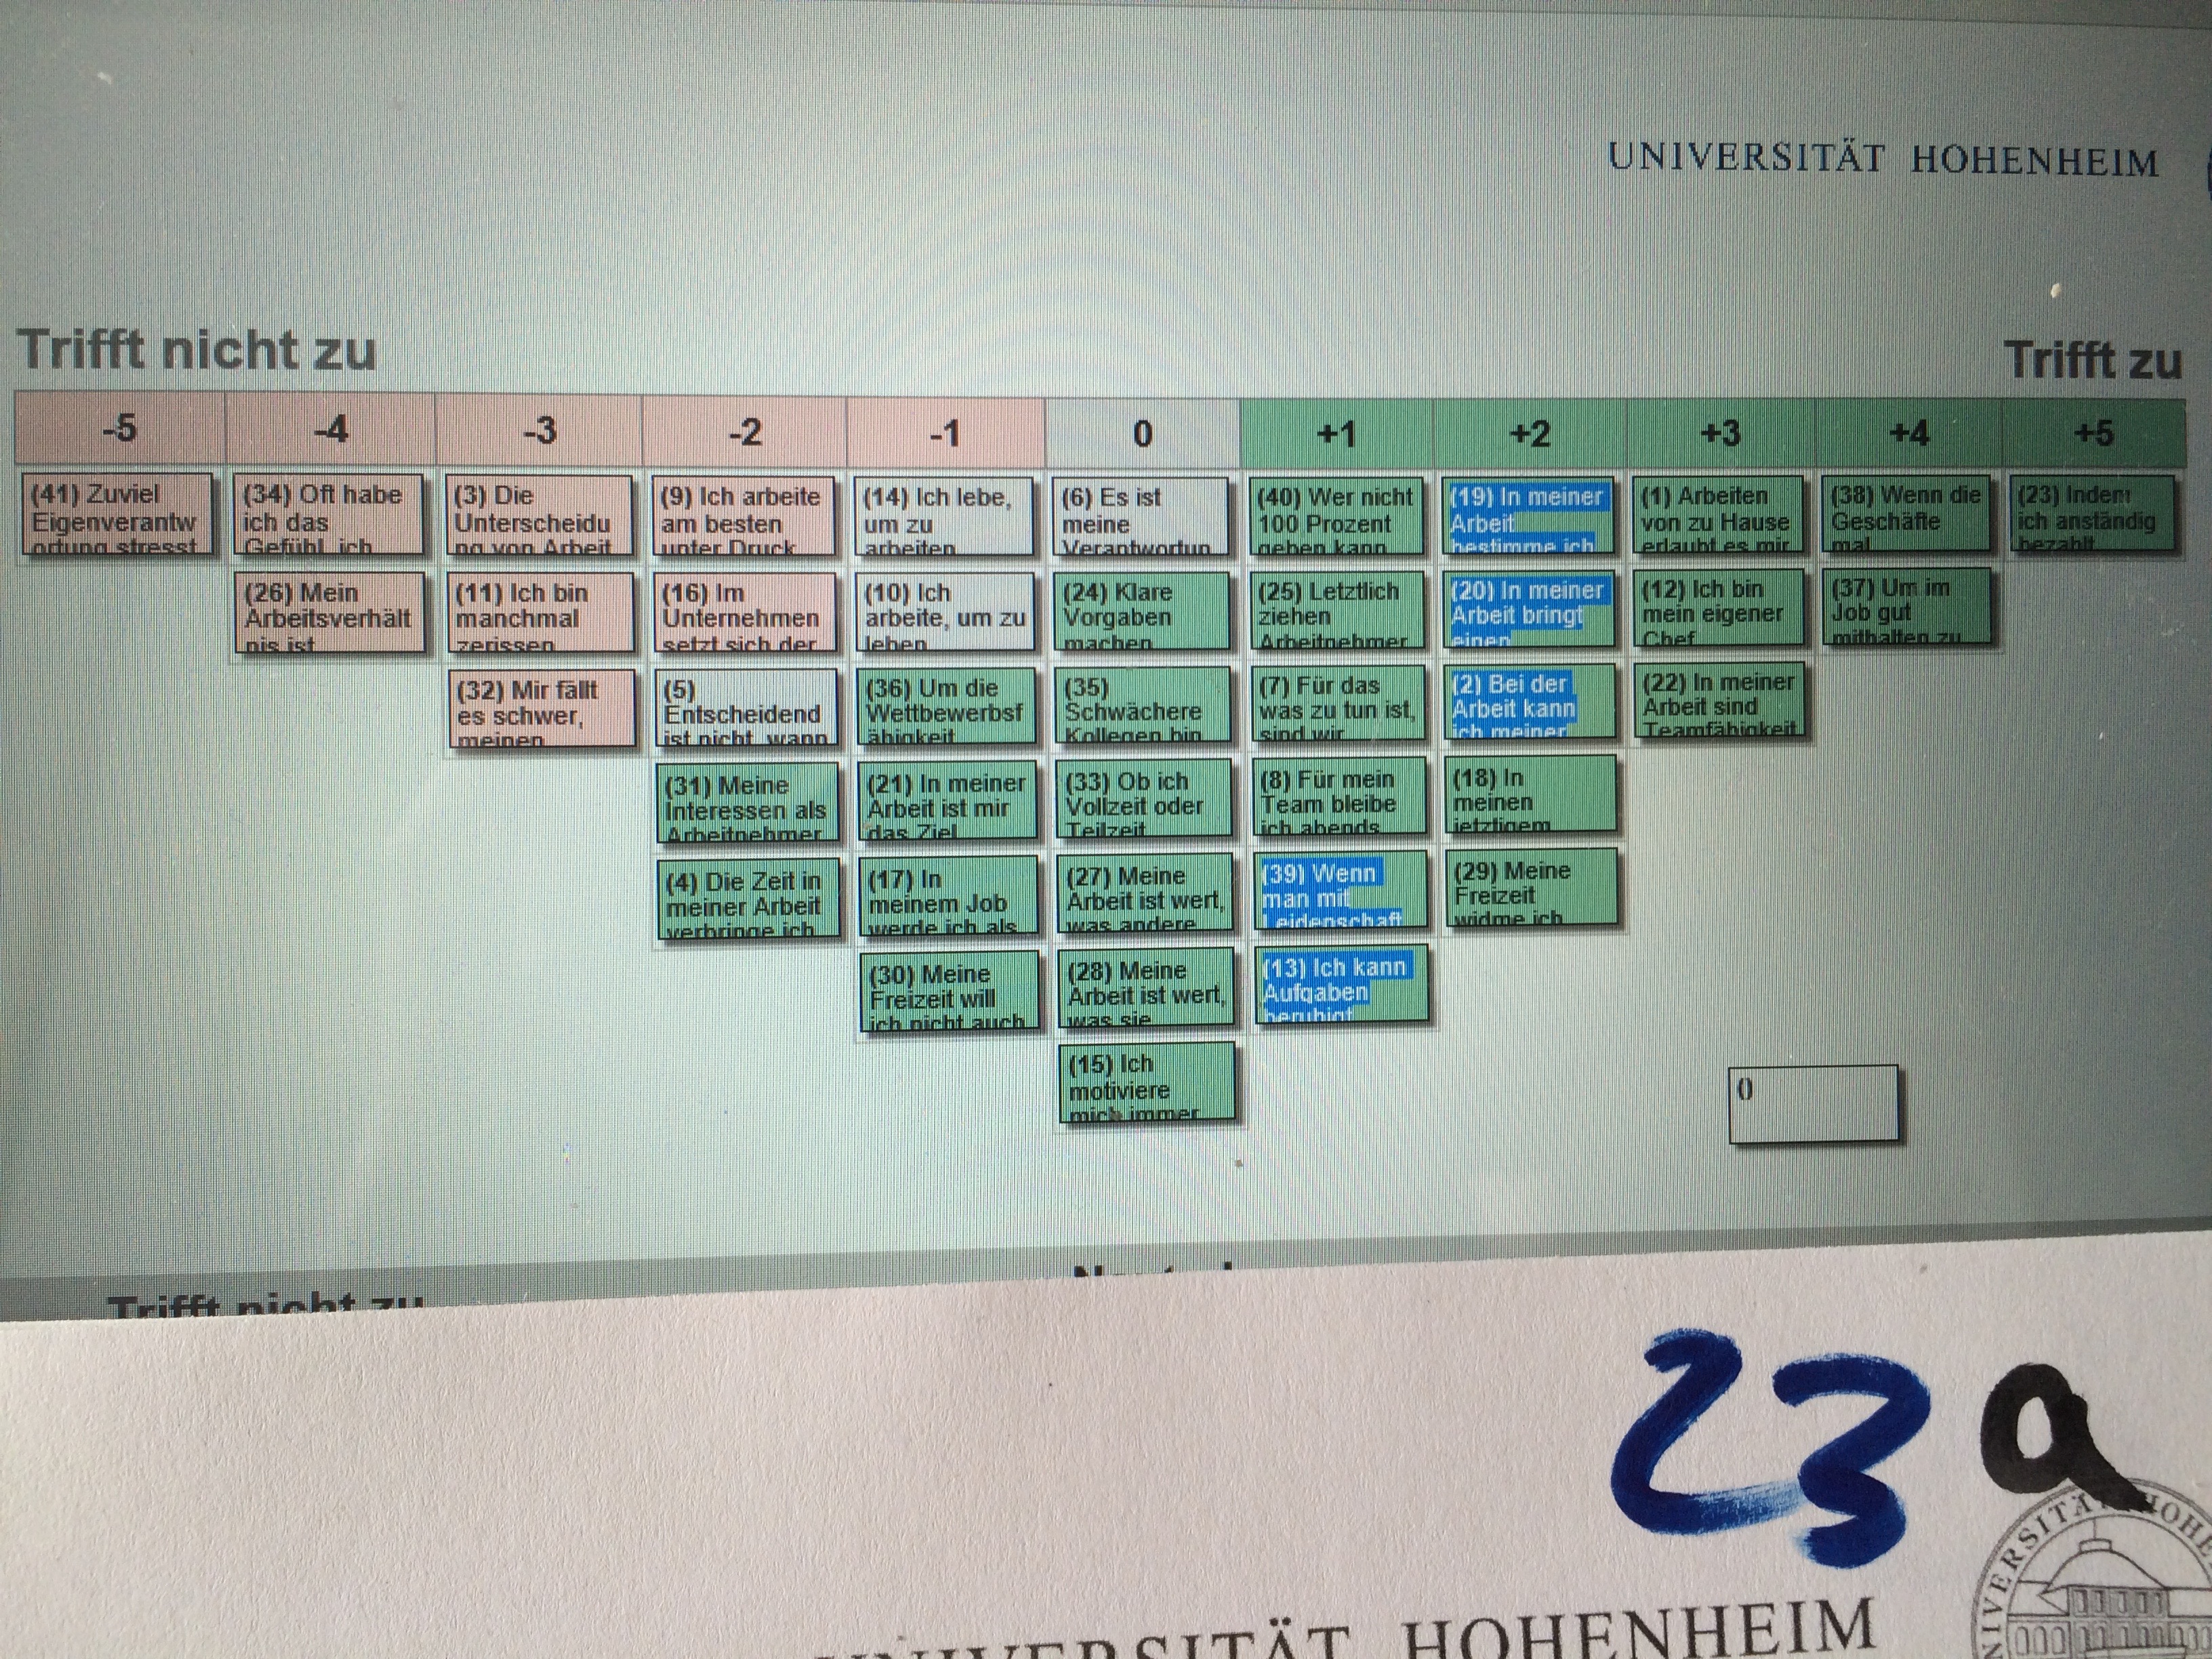 UNIVERSITÄT HOHENHEIM
Trifft nicht zu
Trifft zu
-5 -4 -3 -2 -1 0 +1 +2 +3 +4 +5
(41) Zuviel
Eigenverantw
ortung stresst
(34) Oft habe
ich das
Gefühl, ich
(3) Die
Unterscheidu
ng von Arbeit
(9) Ich arbeite
am besten
unter Druck
(14) Ich lebe,
um zu
arbeiten
(6) Es ist
meine
Verantwortun
(40) Wer nicht
100 Prozent
geben kann
(19) In meiner
Arbeit
bestimme ich
(1) Arbeiten
von zu Hause
erlaubt es mir
(38) Wenn die
Geschäfte
mal
(23) Indem
ich anständig
bezahlt
(26) Mein
Arbeitsverhält
nis ist
(11) Ich bin
manchmal
zerissen
(16) Im
Unternehmen
setzt sich der
(10) Ich
arbeite, um zu
leben
(24) Klare
Vorgaben
machen
(25) Letztlich
ziehen
Arbeitnehmer
(20) In meiner
Arbeit bringt
einen
(12) Ich bin
mein eigener
Chef
(37) Um im
Job gut
mithalten zu
(32) Mir fällt
es schwer,
meinen
(5)
Entscheidend
ist nicht, wann
(36) Um die
Wettbewerbsf
ähigkeit
(35)
Schwächere
Kollegen bin
(7) Für das
was zu tun ist,
sind wir
(2) Bei der
Arbeit kann
ich meiner
(22) In meiner
Arbeit sind
Teamfähigkeit
(31) Meine
Interessen als
Arbeitnehmer
(21) In meiner
Arbeit ist mir
das Ziel
(33) Ob ich
Vollzeit oder
Teilzeit
(8) Für mein
Team bleibe
ich abends
(18) In
meinen
jetztigem
(4) Die Zeit in
meiner Arbeit
verbringe ich
(17) In
meinem Job
werde ich als
(27) Meine
Arbeit ist wert,
was andere
(39) Wenn
man mit
Leidenschaft
(29) Meine
Freizeit
widme ich
(30) Meine
Freizeit will
ich nicht auch
(28) Meine
Arbeit ist wert,
was sie
(13) Ich kann
Aufgaben
beruhigt
(15) Ich
motiviere
mich immer
0
Trifft nicht zu
23 a
UNIVERSITÄT HOHENHEIM